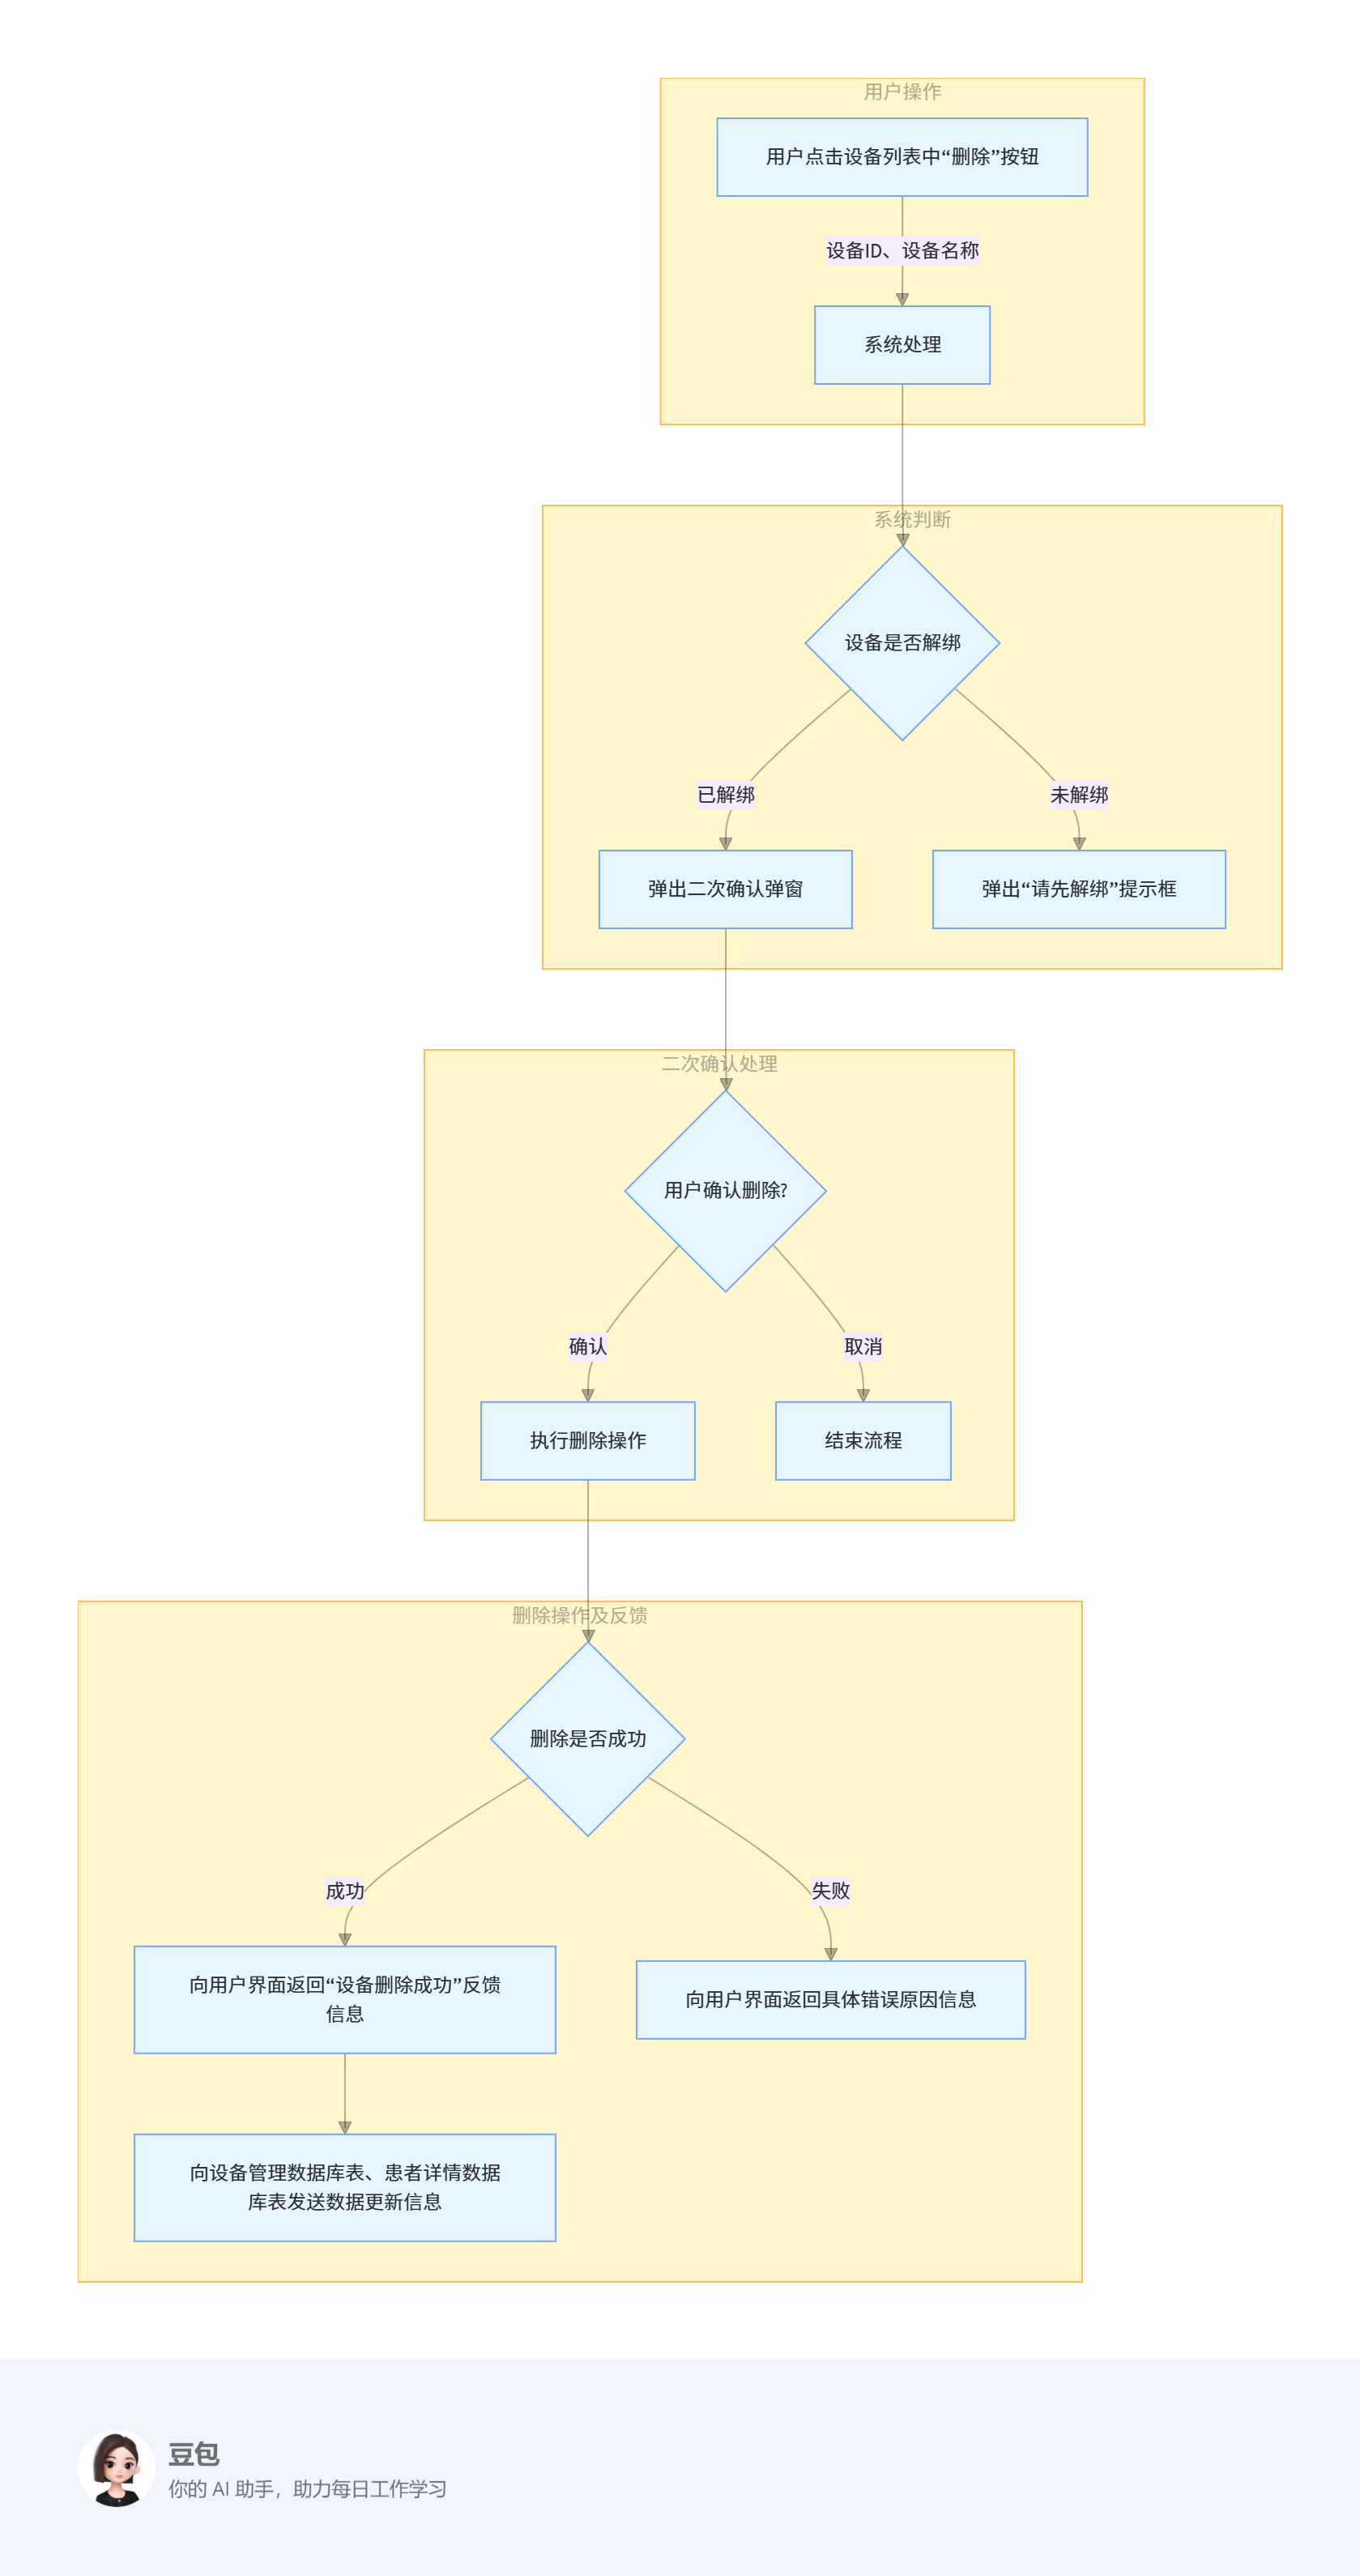 用户操作
用户点击设备列表中“删除”按钮
设备ID、设备名称
系统处理
系统判断
设备是否解绑
已解绑
未解绑
弹出二次确认弹窗
弹出“请先解绑”提示框
二次确认处理
用户确认删除?
确认
取消
执行删除操作
结束流程
删除操作及反馈
删除是否成功
成功
失败
向用户界面返回“设备删除成功”反馈
信息
向用户界面返回具体错误原因信息
向设备管理数据库表、患者详情数据
库表发送数据更新信息
豆包
你的 AI 助手，助力每日工作学习